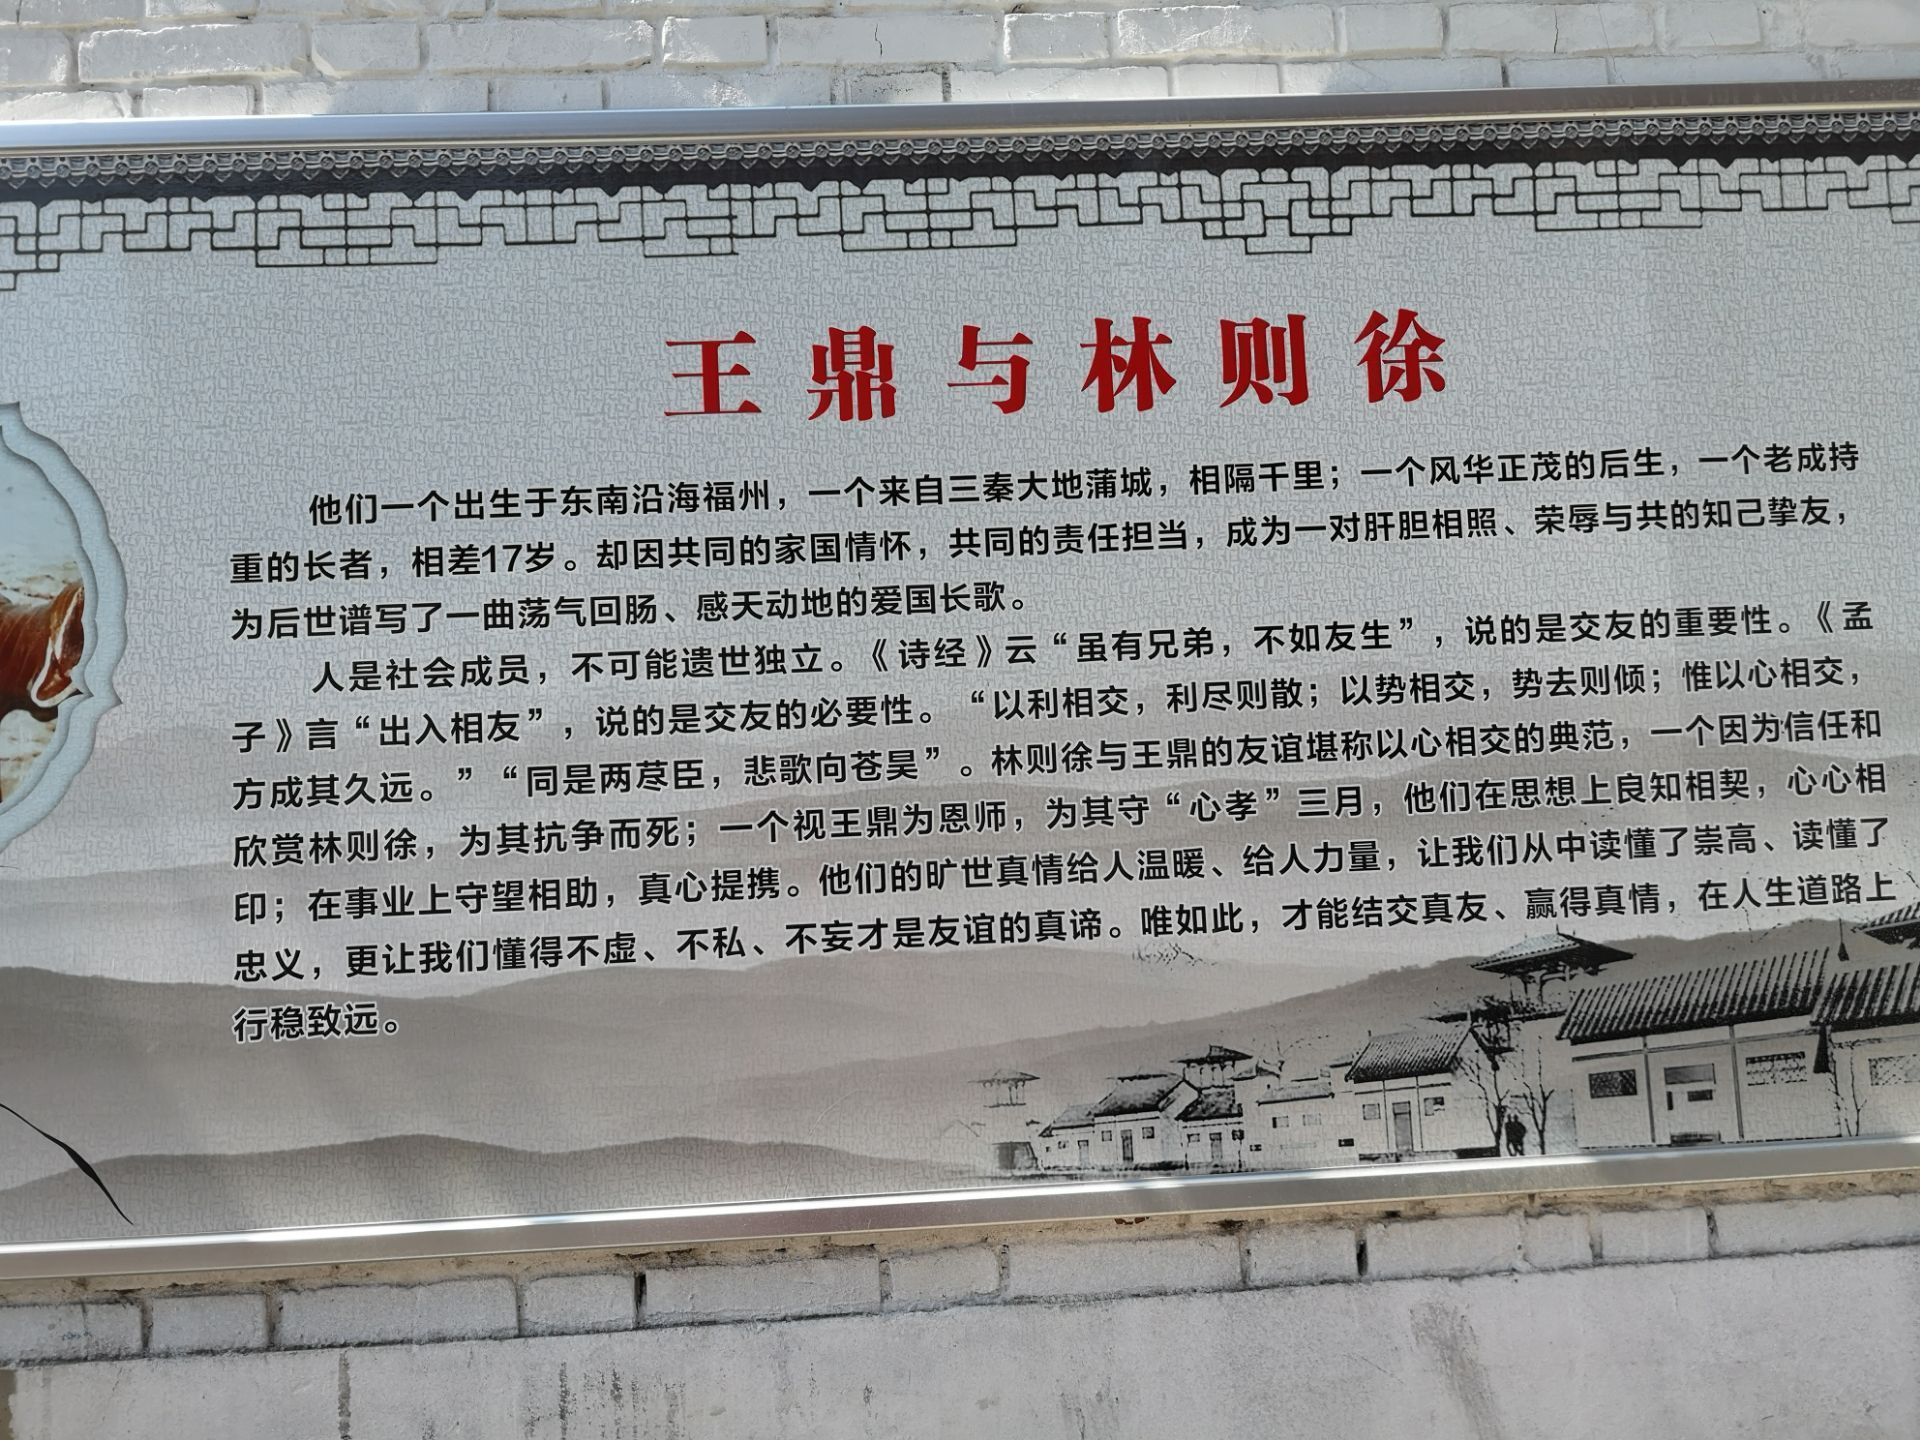 王鼎与林则徐
他们一个出生于东南沿海福州，一个来自三秦大地蒲城，相隔千里；一个风华正茂的后生，一个老成持
重的长者，相差17岁。却因共同的家国情怀，共同的责任担当，成为一对肝胆相照、荣辱与共的知己挚友，
为后世谱写了一曲荡气回肠、感天动地的爱国长歌。
人是社会成员，不可能遗世独立。《诗经》云“虽有兄弟，不如友生”，说的是交友的重要性。《孟
子》言“出入相友”，说的是交友的必要性。“以利相交，利尽则散；以势相交，势去则倾；惟以心相交，
方成其久远。”“同是两荩臣，悲歌向苍昊”。林则徐与王鼎的友谊堪称以心相交的典范，一个因为信任和
欣赏林则徐，为其抗争而死；一个视王鼎为恩师，为其守“心孝”三月，他们在思想上良知相契，心心相
印；在事业上守望相助，真心提携。他们的旷世真情给人温暖、给人力量，让我们从中读懂了崇高、读懂了
忠义，更让我们懂得不虚、不私、不妄才是友谊的真谛。唯如此，才能结交真友、赢得真情，在人生道路上
行稳致远。